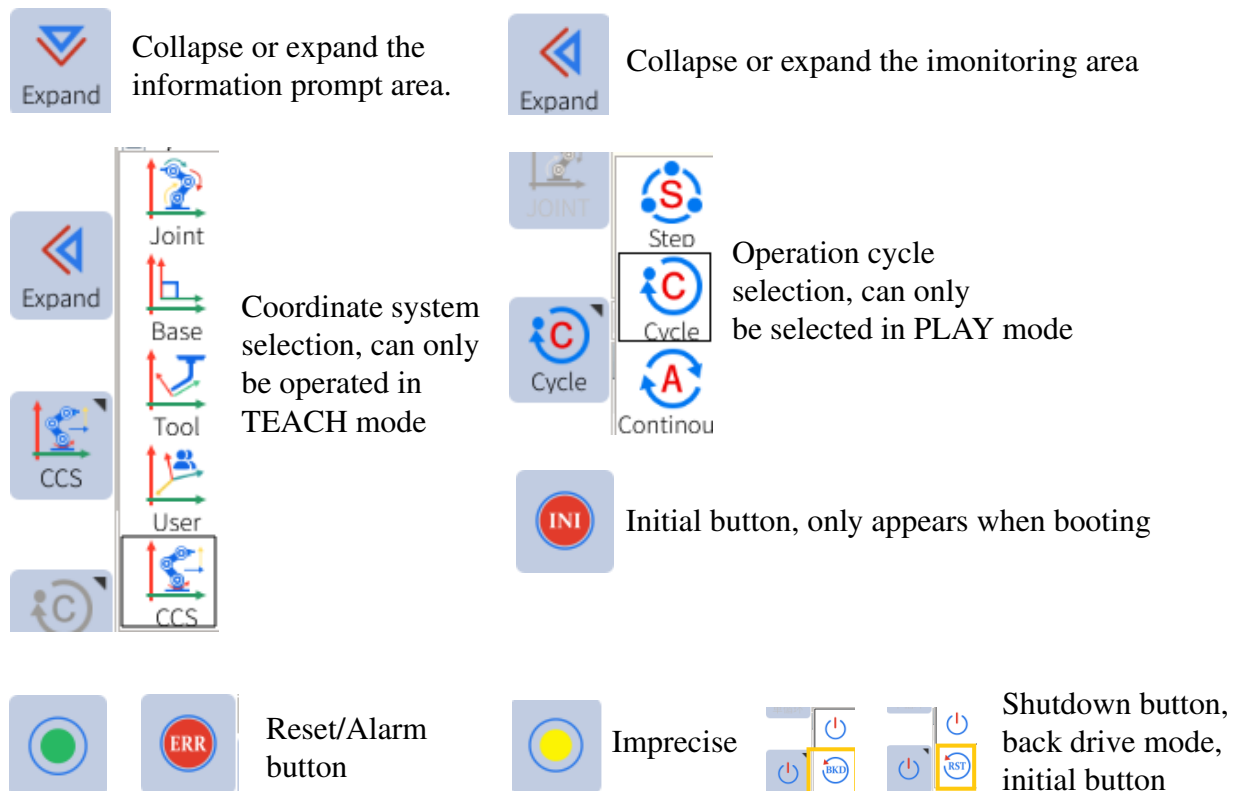 Expand
Collapse or expand the
information prompt area.
Expand
Collapse or expand the imonitoring area
Expand
CCS
C
Joint
Base
Tool
User
CCS
Coordinate system
selection, can only
be operated in
TEACH mode
JOINT
C
Cycle
S
Step
C
Cycle
A
Continou
Operation cycle
selection, can only
be selected in PLAY mode
INI
Initial button, only appears when booting
ERR
Reset/Alarm
button
Imprecise
BKD
RST
Shutdown button,
back drive mode,
initial button